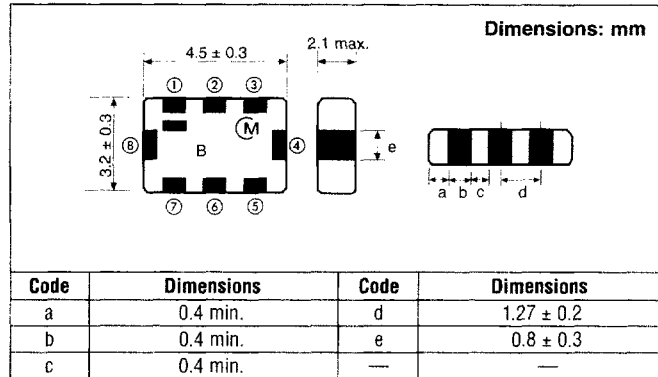 Dimensions: mm
4.5 ± 0.3
2.1 max.
① ② ③
3.2 ± 0.3
M
⑧ B ④ e
⑦ ⑥ ⑤
a b c d
Code Dimensions Code Dimensions
a 0.4 min. d 1.27 ± 0.2
b 0.4 min. e 0.8 ± 0.3
c 0.4 min. — —